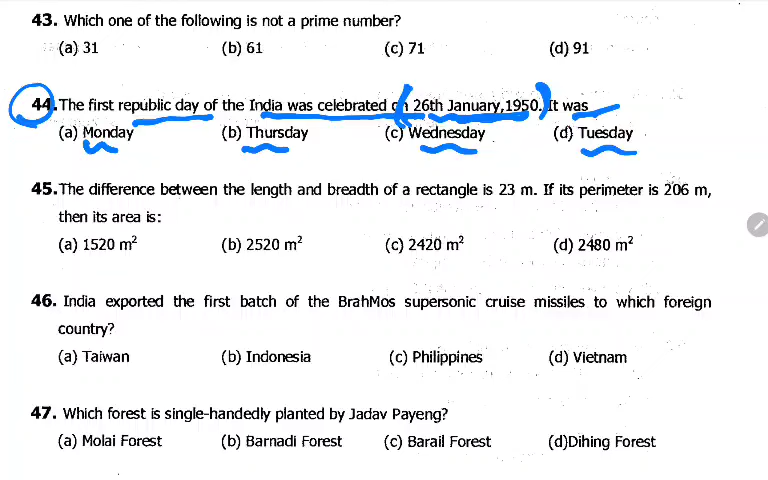 43. Which one of the following is not a prime number?
(a) 31 (b) 61 (c) 71 (d) 91
44. The first republic day of the India was celebrated on 26th January,1950. It was
(a) Monday (b) Thursday (c) Wednesday (d) Tuesday
45. The difference between the length and breadth of a rectangle is 23 m. If its perimeter is 206 m,
then its area is:
(a) 1520 m² (b) 2520 m² (c) 2420 m² (d) 2480 m²
46. India exported the first batch of the BrahMos supersonic cruise missiles to which foreign
country?
(a) Taiwan (b) Indonesia (c) Philippines (d) Vietnam
47. Which forest is single-handedly planted by Jadav Payeng?
(a) Molai Forest (b) Barnadi Forest (c) Barail Forest (d)Dihing Forest